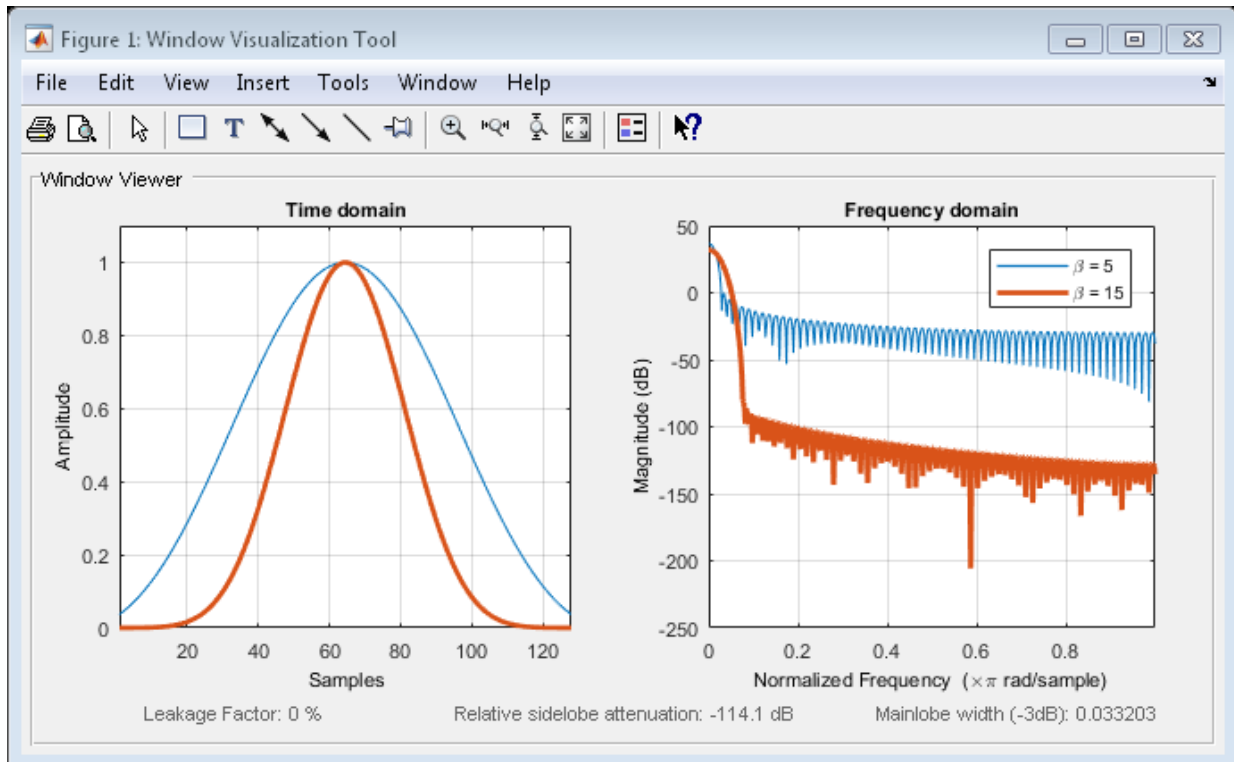 Figure 1: Window Visualization Tool
File Edit View Insert Tools Window Help
T
?
Window Viewer
Time domain
Amplitude
1
0.8
0.6
0.4
0.2
0
20 40 60 80 100 120
Samples
Frequency domain
Magnitude (dB)
50
0
-50
-100
-150
-200
-250
β = 5
β = 15
0 0.2 0.4 0.6 0.8
Normalized Frequency (×π rad/sample)
Leakage Factor: 0 % Relative sidelobe attenuation: -114.1 dB Mainlobe width (-3dB): 0.033203